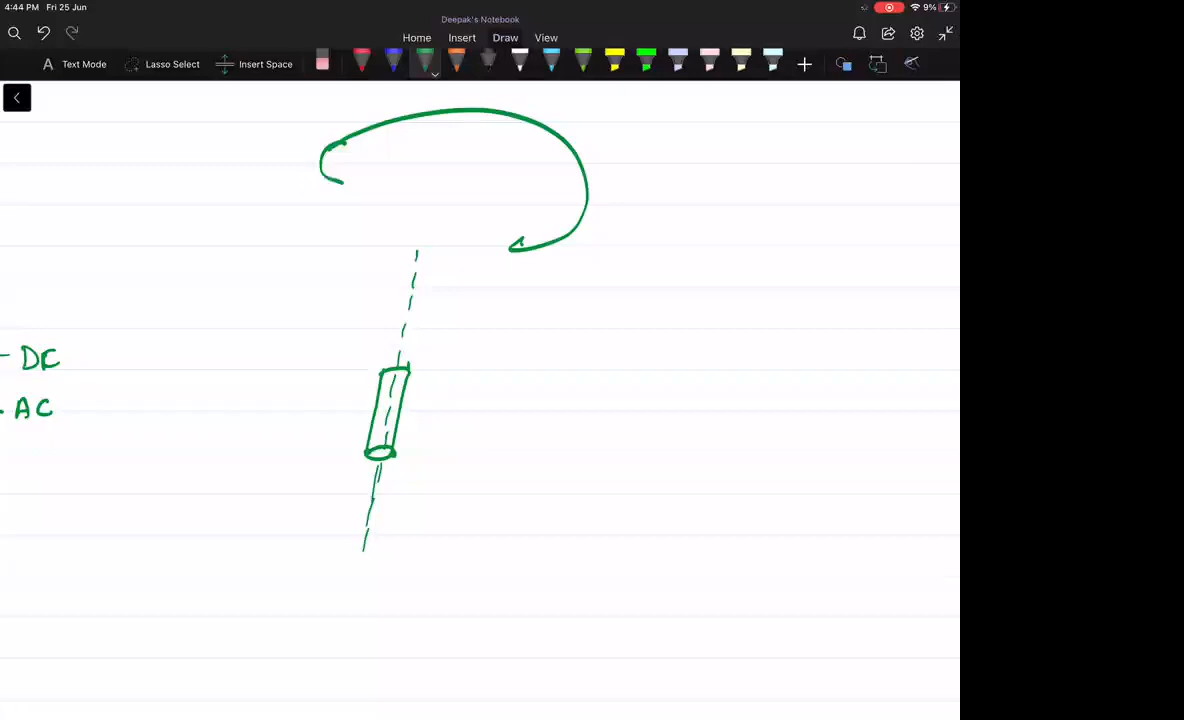 4:44 PM Fri 25 Jun
9%
Deepak's Notebook
Home Insert Draw View
A Text Mode Lasso Select Insert Space
- DC
- AC